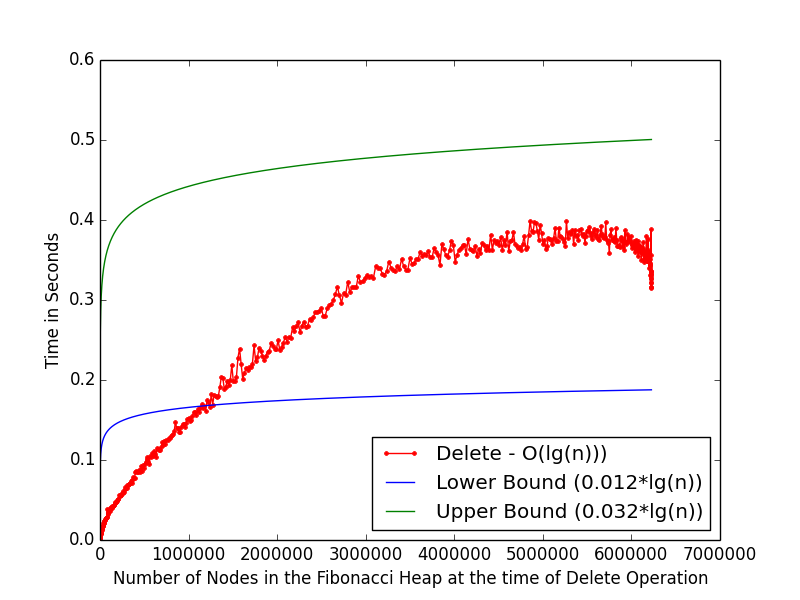 0.6
0.5
0.4
0.3
0.2
0.1
0.0
Time in Seconds
Delete - O(lg(n)))
Lower Bound (0.012*lg(n))
Upper Bound (0.032*lg(n))
0 1000000 2000000 3000000 4000000 5000000 6000000 7000000
Number of Nodes in the Fibonacci Heap at the time of Delete Operation